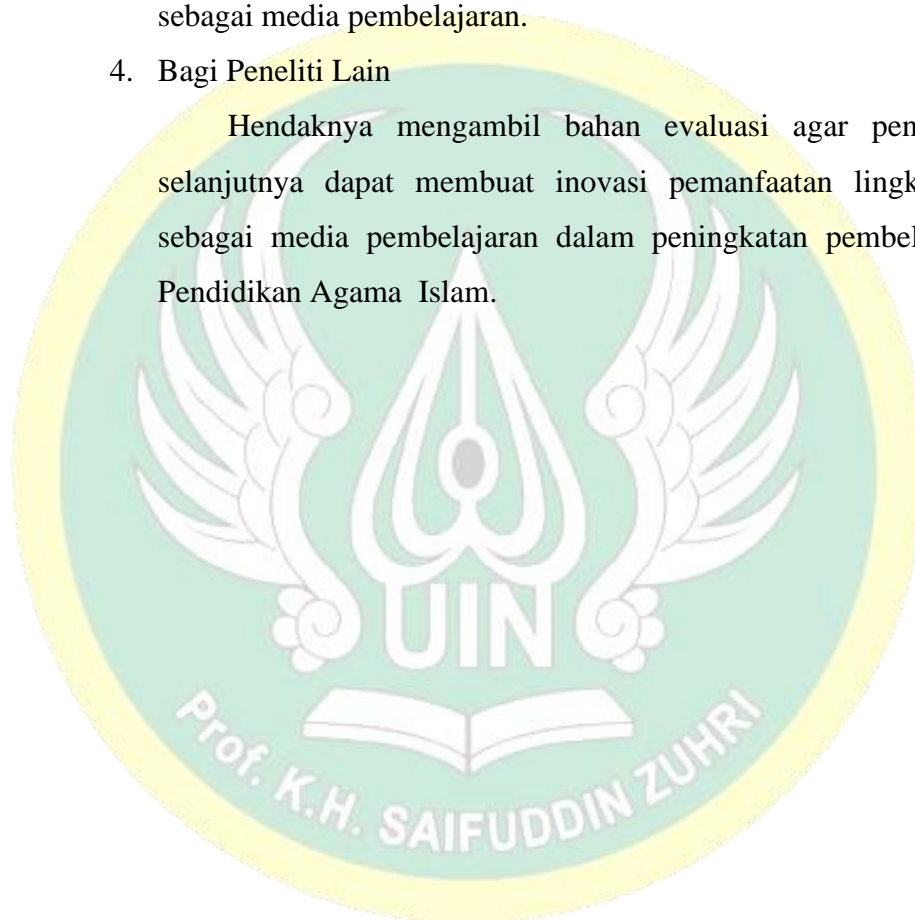 sebagai media pembelajaran.
4. Bagi Peneliti Lain
Hendaknya mengambil bahan evaluasi agar
selanjutnya dapat membuat inovasi pemanfaatan
sebagai media pembelajaran dalam peningkatan
Pendidikan Agama Islam.
UIN
Prof. K.H. SAIFUDDIN ZUHRI